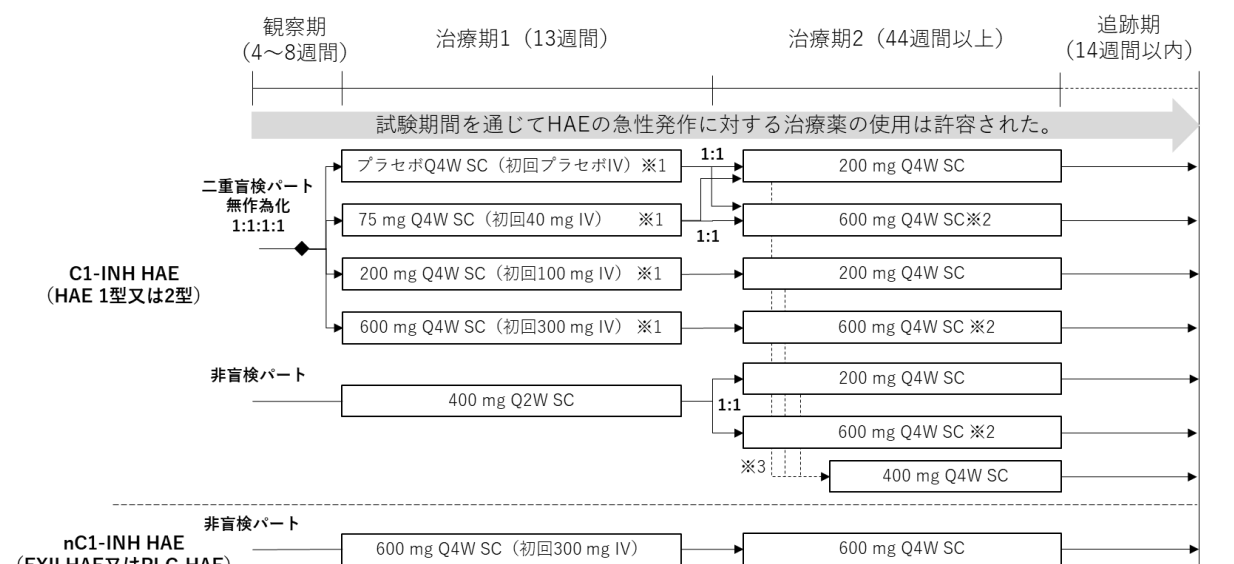 観察期
（4～8週間）
治療期1（13週間）
治療期2（44週間以上）
追跡期
（14週間以内）
試験期間を通じてHAEの急性発作に対する治療薬の使用は許容された。
二重盲検パート
無作為化
1:1:1:1
C1-INH HAE
（HAE 1型又は2型）
プラセボQ4W SC（初回プラセボIV）※1
1:1
200 mg Q4W SC
75 mg Q4W SC（初回40 mg IV） ※1
1:1
600 mg Q4W SC※2
200 mg Q4W SC（初回100 mg IV） ※1
200 mg Q4W SC
600 mg Q4W SC（初回300 mg IV） ※1
600 mg Q4W SC ※2
非盲検パート
400 mg Q2W SC
1:1
200 mg Q4W SC
600 mg Q4W SC ※2
※3
400 mg Q4W SC
非盲検パート
nC1-INH HAE
（FXII HAE又はPLG HAE）
600 mg Q4W SC（初回300 mg IV）
600 mg Q4W SC